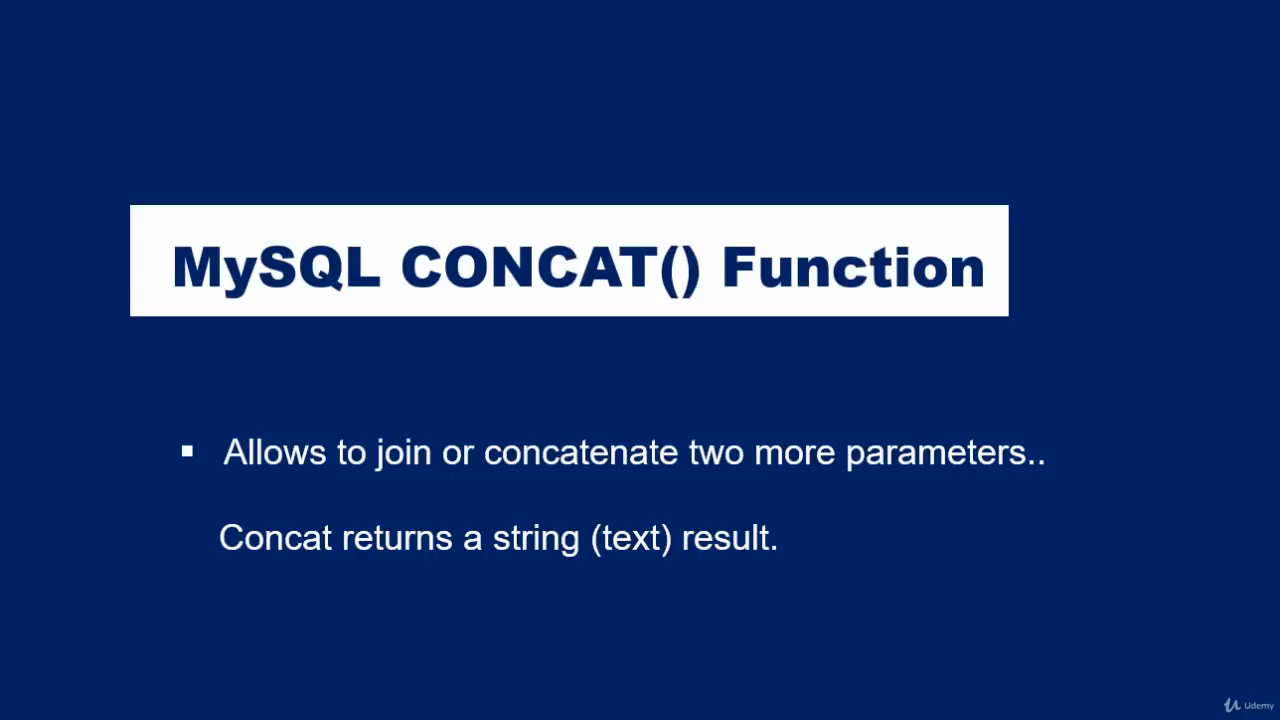 MySQL CONCAT() Function
▪ Allows to join or concatenate two more parameters..
Concat returns a string (text) result.
Udemy